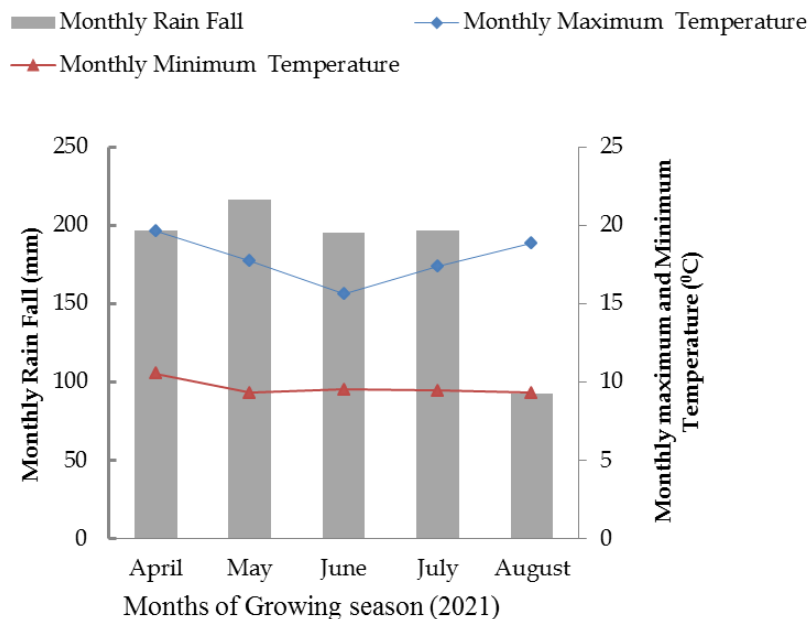 Monthly Rain Fall
Monthly Maximum Temperature
Monthly Minimum Temperature
250
200
150
100
50
0
Monthly Rain Fall (mm)
25
20
15
10
5
0
Monthly maximum and Minimum
Temperature (⁰C)
April
May
June
July
August
Months of Growing season (2021)